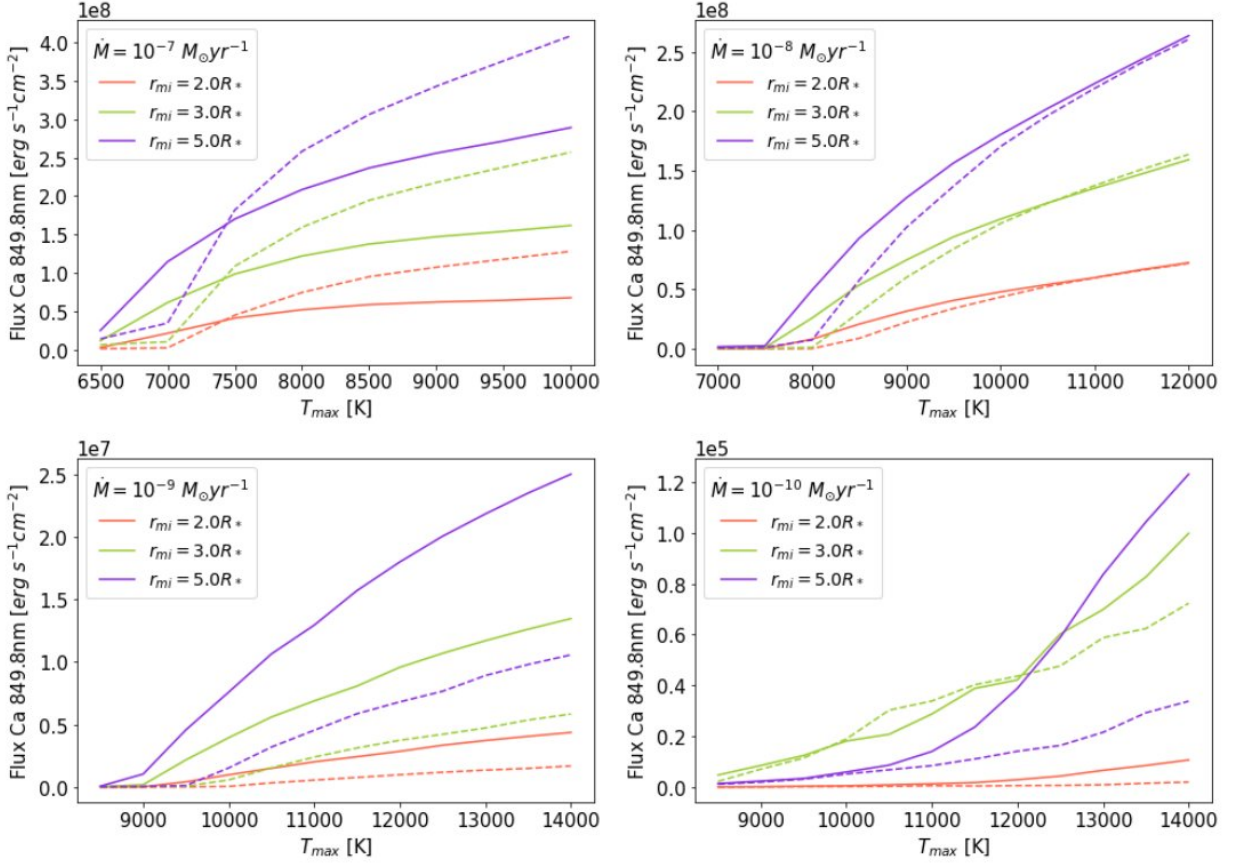 1e8
Ṁ = 10⁻⁷ M⊙yr⁻¹
r_mi = 2.0R*
r_mi = 3.0R*
r_mi = 5.0R*
Flux Ca 849.8nm [erg s⁻¹cm⁻²]
4.0
3.5
3.0
2.5
2.0
1.5
1.0
0.5
0.0
6500 7000 7500 8000 8500 9000 9500 10000
T_max [K]
1e8
Ṁ = 10⁻⁸ M⊙yr⁻¹
r_mi = 2.0R*
r_mi = 3.0R*
r_mi = 5.0R*
Flux Ca 849.8nm [erg s⁻¹cm⁻²]
2.5
2.0
1.5
1.0
0.5
0.0
7000 8000 9000 10000 11000 12000
T_max [K]
1e7
Ṁ = 10⁻⁹ M⊙yr⁻¹
r_mi = 2.0R*
r_mi = 3.0R*
r_mi = 5.0R*
Flux Ca 849.8nm [erg s⁻¹cm⁻²]
2.5
2.0
1.5
1.0
0.5
0.0
9000 10000 11000 12000 13000 14000
T_max [K]
1e5
Ṁ = 10⁻¹⁰ M⊙yr⁻¹
r_mi = 2.0R*
r_mi = 3.0R*
r_mi = 5.0R*
Flux Ca 849.8nm [erg s⁻¹cm⁻²]
1.2
1.0
0.8
0.6
0.4
0.2
0.0
9000 10000 11000 12000 13000 14000
T_max [K]